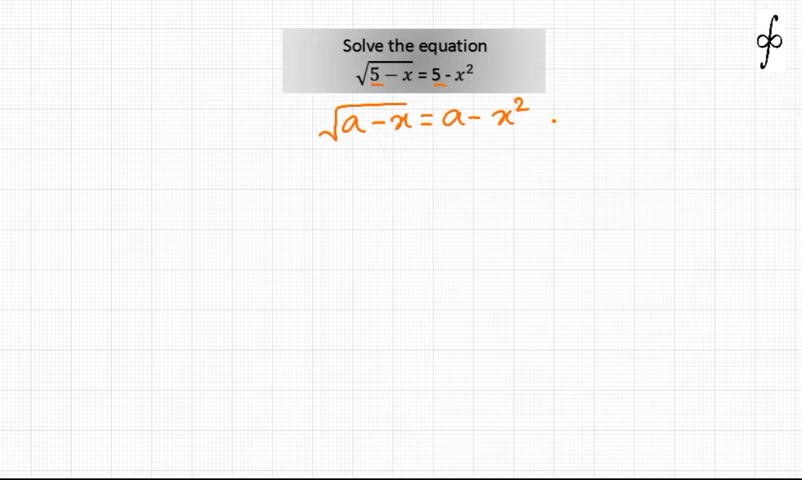 Solve the equation
√5 − x = 5 - x²
√a − x = a − x² .